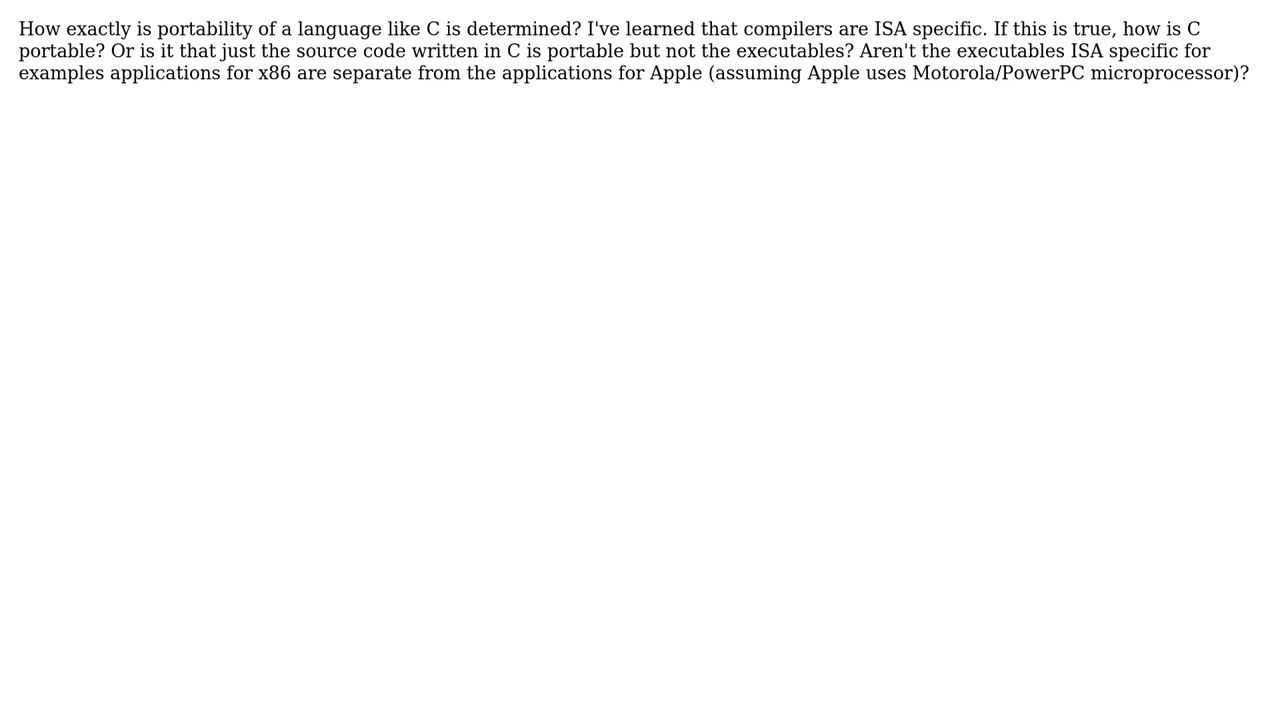 How exactly is portability of a language like C is determined? I've learned that compilers are ISA specific. If this is true, how is C
portable? Or is it that just the source code written in C is portable but not the executables? Aren't the executables ISA specific for
examples applications for x86 are separate from the applications for Apple (assuming Apple uses Motorola/PowerPC microprocessor)?